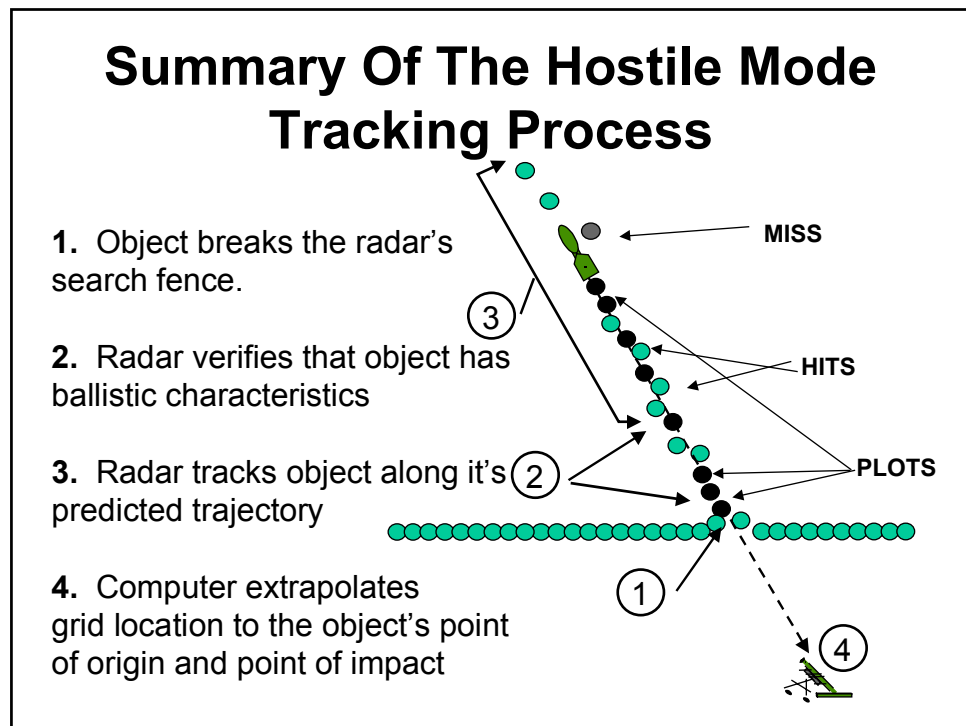 Summary Of The Hostile Mode
Tracking Process
1. Object breaks the radar's
search fence.
2. Radar verifies that object has
ballistic characteristics
3. Radar tracks object along it's
predicted trajectory
4. Computer extrapolates
grid location to the object's point
of origin and point of impact
MISS
3
HITS
2
PLOTS
1
4